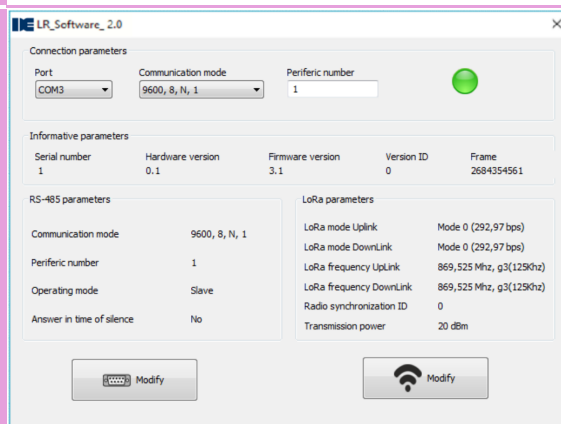 LR_Software_ 2.0
Connection parameters
Port Communication mode Periferic number
COM3 9600, 8, N, 1 1
Informative parameters
Serial number Hardware version Firmware version Version ID Frame
1 0.1 3.1 0 2684354561
RS-485 parameters
Communication mode 9600, 8, N, 1
Periferic number 1
Operating mode Slave
Answer in time of silence No
Modify
LoRa parameters
LoRa mode Uplink Mode 0 (292,97 bps)
LoRa mode DownLink Mode 0 (292,97 bps)
LoRa frequency UpLink 869,525 Mhz, g3(125Khz)
LoRa frequency DownLink 869,525 Mhz, g3(125Khz)
Radio synchronization ID 0
Transmission power 20 dBm
Modify